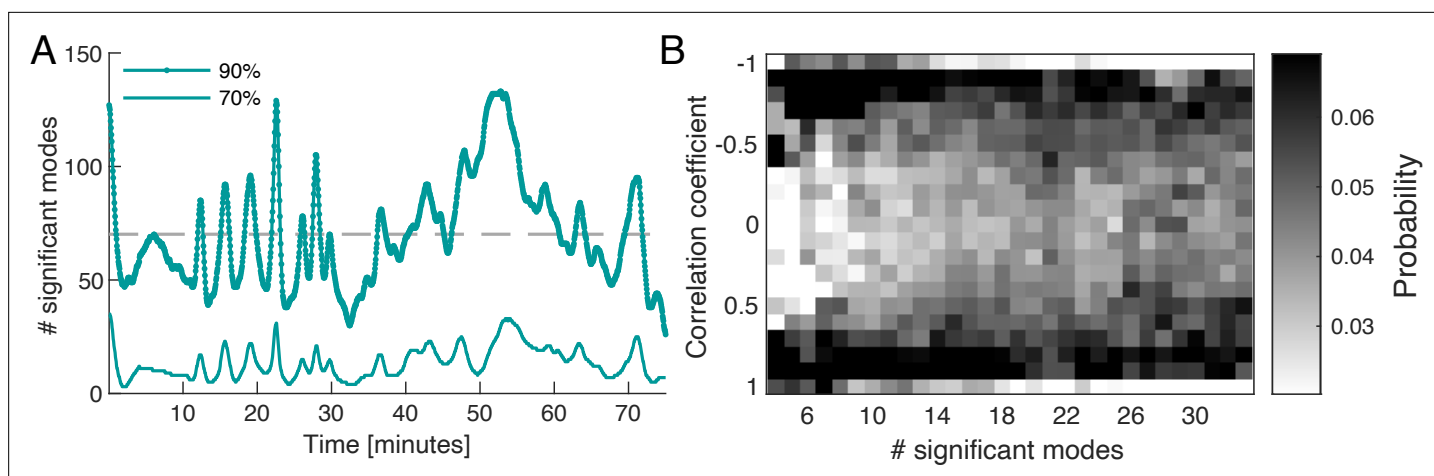 A
150
100
50
0
# significant modes
90%
70%
10 20 30 40 50 60 70
Time [minutes]
B
-1
-0.5
0
0.5
1
Correlation coefficient
6 10 14 18 22 26 30
# significant modes
0.06
0.05
0.04
0.03
Probability